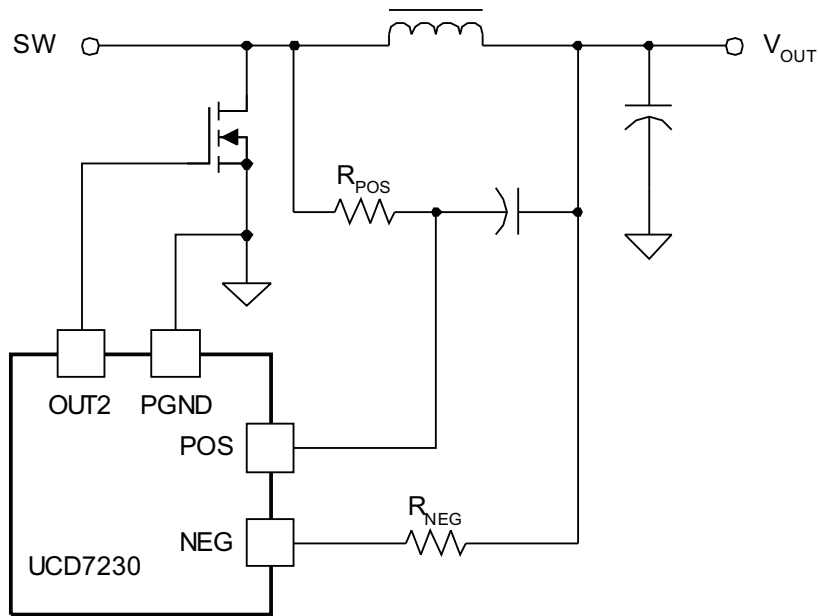 SW
VOUT
RPOS
OUT2 PGND
POS
RNEG
NEG
UCD7230